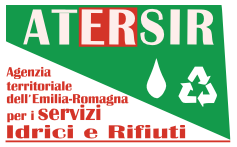 ATERSIR
Agenzia
territoriale
dell'Emilia-Romagna
per i servizi
Idrici e Rifiuti